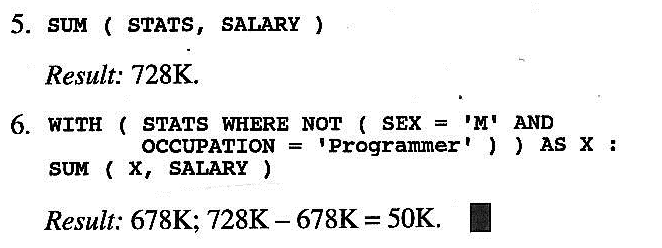 5. SUM ( STATS, SALARY )
Result: 728K.
6. WITH ( STATS WHERE NOT ( SEX = 'M' AND
OCCUPATION = 'Programmer' ) ) AS X :
SUM ( X, SALARY )
Result: 678K; 728K – 678K = 50K. ■